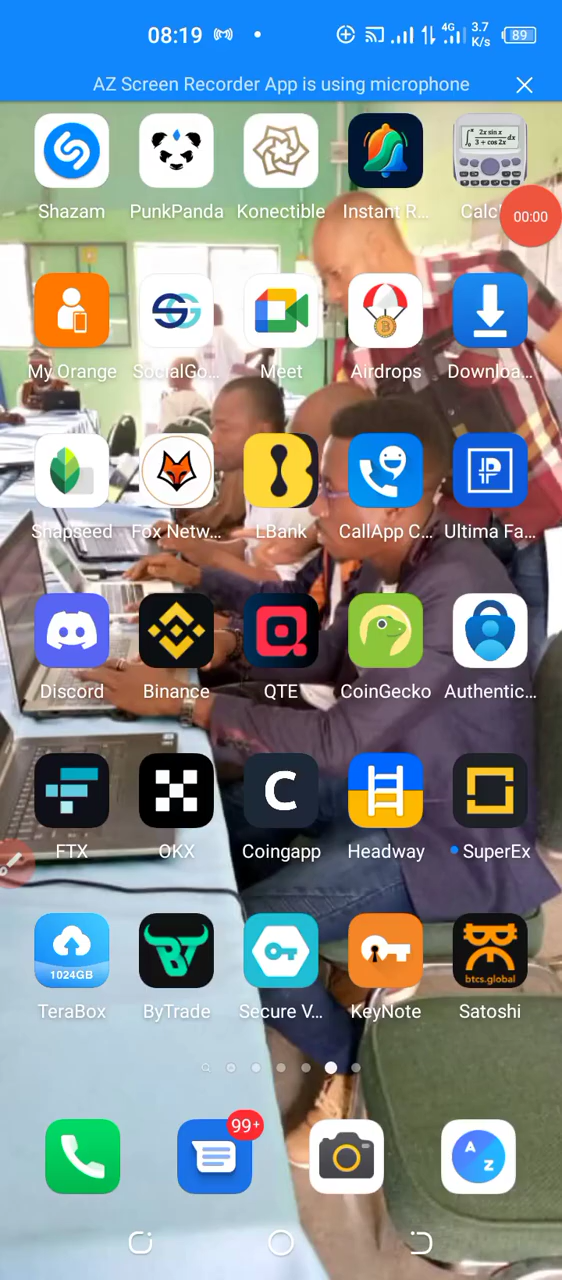 08:19 4G 3.7 K/s 89
AZ Screen Recorder App is using microphone
Shazam PunkPanda Konectible Instant R... Calc
00:00
My Orange SocialGo... Meet Airdrops Downloa...
Snapseed Fox Netw... LBank CallApp C... Ultima Fa...
Discord Binance QTE CoinGecko Authentic...
FTX OKX Coingapp Headway SuperEx
1024GB btcs.global
TeraBox ByTrade Secure V... KeyNote Satoshi
99+
A Z